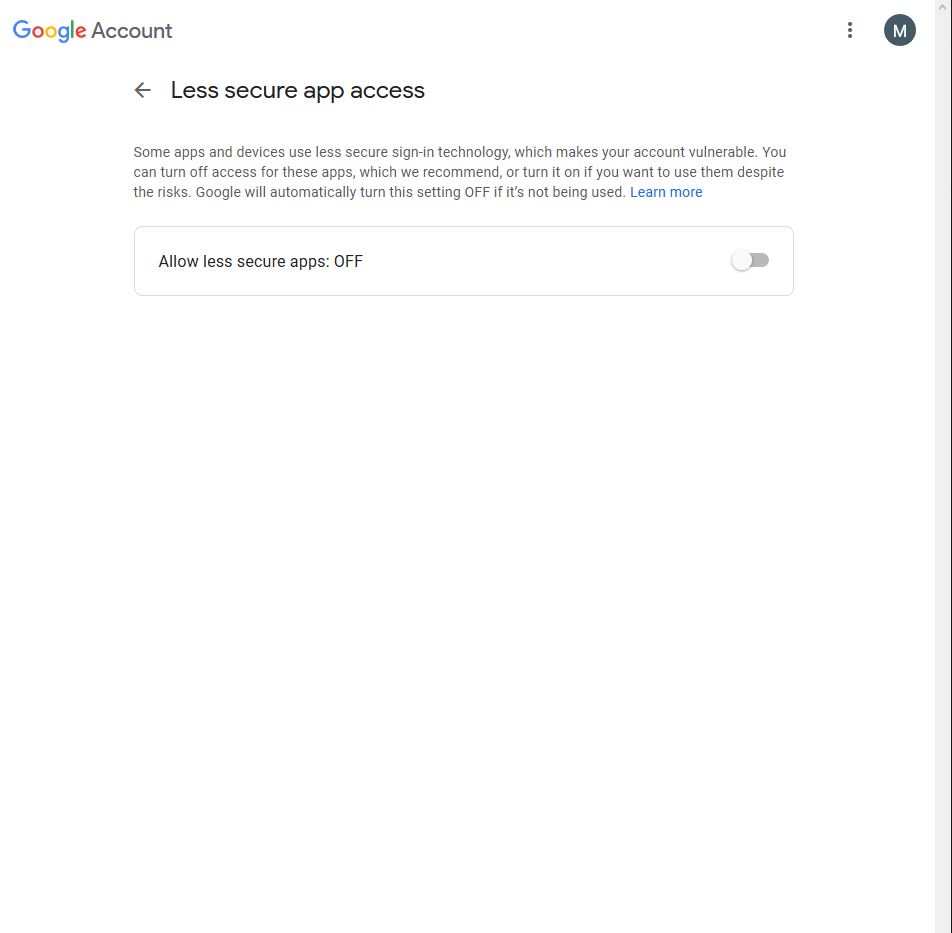 Google Account
M
Less secure app access
Some apps and devices use less secure sign-in technology, which makes your account vulnerable. You
can turn off access for these apps, which we recommend, or turn it on if you want to use them despite
the risks. Google will automatically turn this setting OFF if it’s not being used. Learn more
Allow less secure apps: OFF